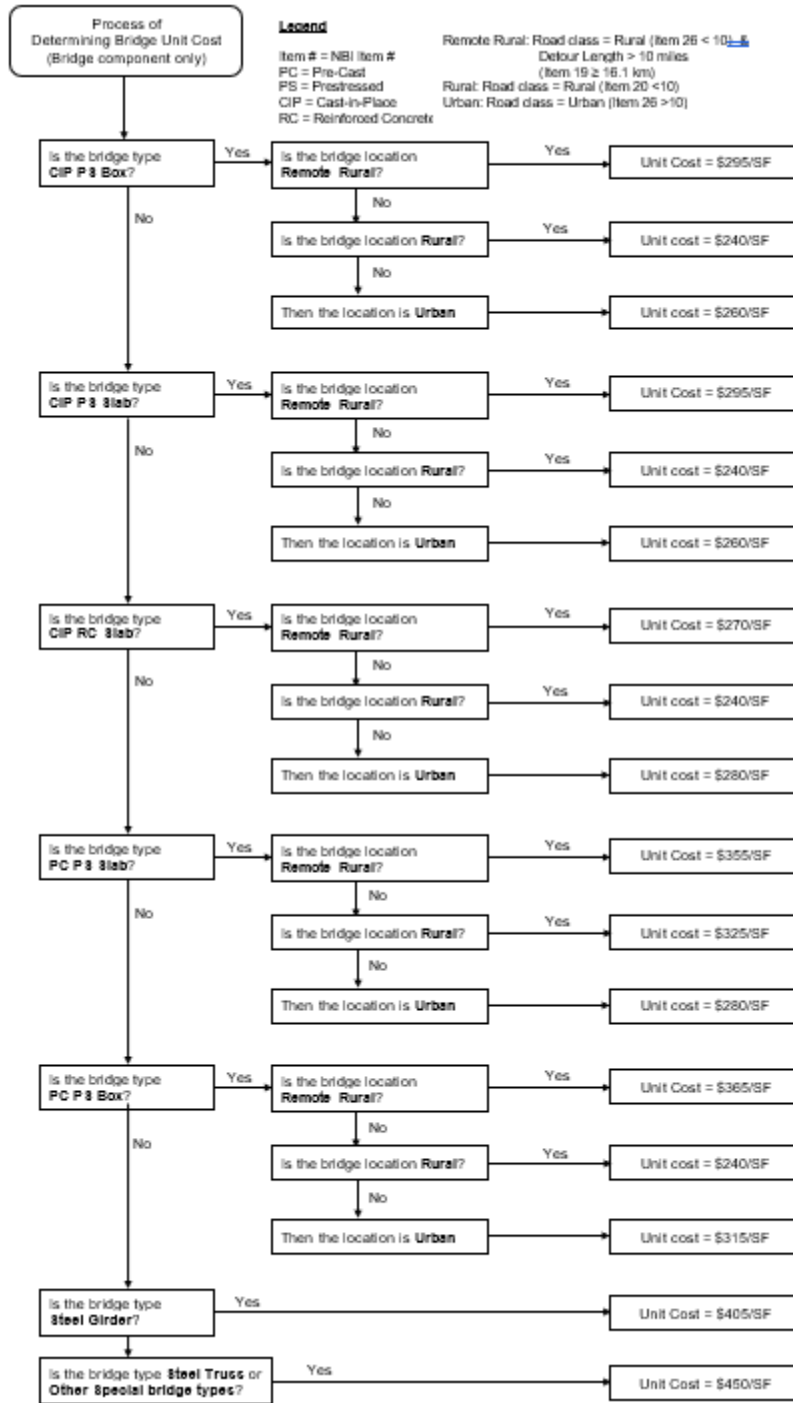 Process of
Determining Bridge Unit Cost
(Bridge component only)
Legend
Item # = NBI Item #
PC = Pre-Cast
PS = Prestressed
CIP = Cast-in-Place
RC = Reinforced Concrete
Remote Rural: Road class = Rural (Item 26 < 10) &
Detour Length > 10 miles
(Item 19 ≥ 16.1 km)
Rural: Road class = Rural (Item 20 <10)
Urban: Road class = Urban (Item 26 >10)
Is the bridge type
CIP PS Box?
Yes
Is the bridge location
Remote Rural?
Yes
Unit Cost = $295/SF
No
No
Is the bridge location Rural?
Yes
Unit cost = $240/SF
No
Then the location is Urban
Unit cost = $260/SF
Is the bridge type
CIP PS Slab?
Yes
Is the bridge location
Remote Rural?
Yes
Unit Cost = $295/SF
No
No
Is the bridge location Rural?
Yes
Unit cost = $240/SF
No
Then the location is Urban
Unit cost = $260/SF
Is the bridge type
CIP RC Slab?
Yes
Is the bridge location
Remote Rural?
Yes
Unit Cost = $270/SF
No
No
Is the bridge location Rural?
Yes
Unit cost = $240/SF
No
Then the location is Urban
Unit cost = $280/SF
Is the bridge type
PC PS Slab?
Yes
Is the bridge location
Remote Rural?
Yes
Unit Cost = $355/SF
No
No
Is the bridge location Rural?
Yes
Unit cost = $325/SF
No
Then the location is Urban
Unit cost = $280/SF
Is the bridge type
PC PS Box?
Yes
Is the bridge location
Remote Rural?
Yes
Unit Cost = $365/SF
No
No
Is the bridge location Rural?
Yes
Unit cost = $240/SF
No
Then the location is Urban
Unit cost = $315/SF
Is the bridge type
Steel Girder?
Yes
Unit Cost = $405/SF
Is the bridge type Steel Truss or
Other Special bridge types?
Yes
Unit Cost = $450/SF